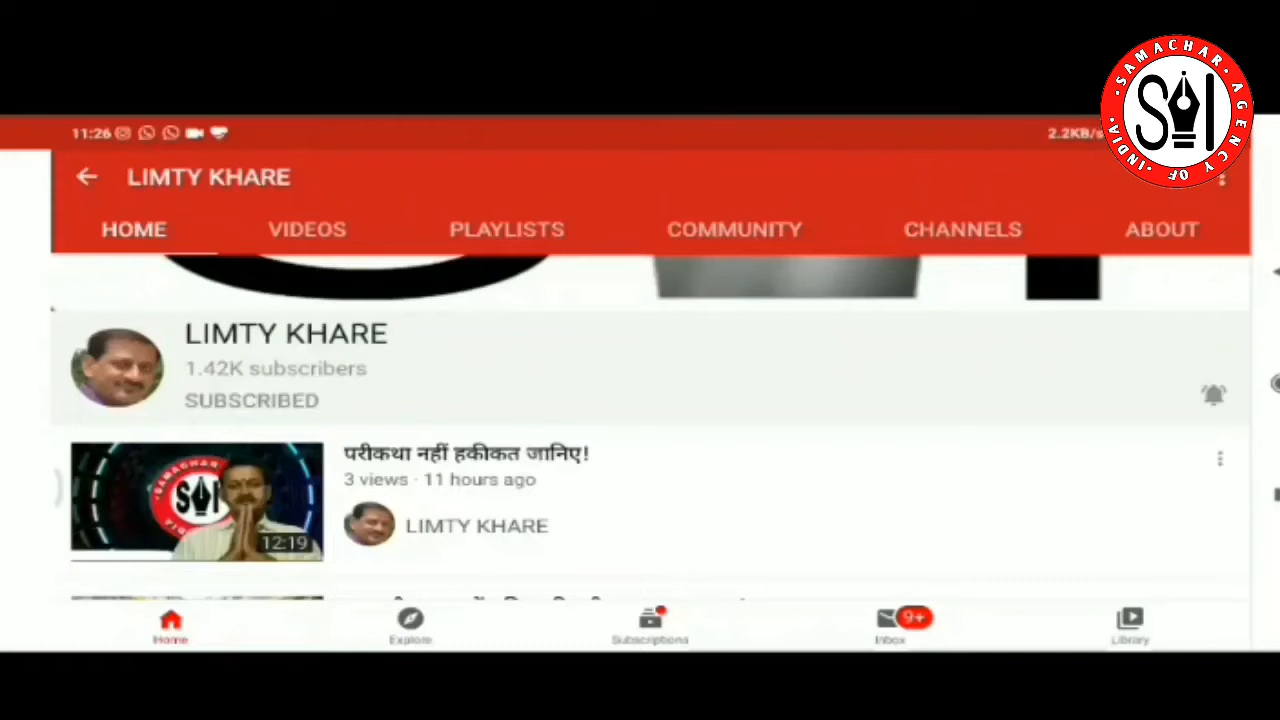 SAMACHAR AGENCY OF INDIA
SAI
11:26
2.2KB/s
LIMTY KHARE
HOME VIDEOS PLAYLISTS COMMUNITY CHANNELS ABOUT
LIMTY KHARE
1.42K subscribers
SUBSCRIBED
परीकथा नहीं हकीकत जानिए!
3 views · 11 hours ago
LIMTY KHARE
12:19
Home Explore Subscriptions Inbox 9+ Library